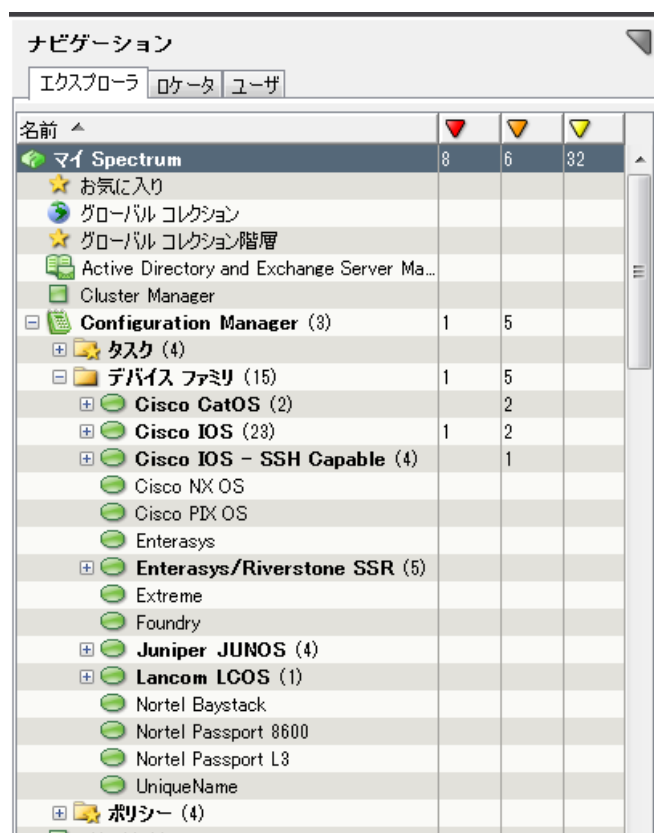 ナビゲーション
エクスプローラ ロケータ ユーザ
名前
マイ Spectrum 8 6 32
お気に入り
グローバル コレクション
グローバル コレクション階層
Active Directory and Exchange Server Ma...
Cluster Manager
Configuration Manager (3) 1 5
タスク (4)
デバイス ファミリ (15) 1 5
Cisco CatOS (2) 2
Cisco IOS (23) 1 2
Cisco IOS - SSH Capable (4) 1
Cisco NX OS
Cisco PIX OS
Enterasys
Enterasys/Riverstone SSR (5)
Extreme
Foundry
Juniper JUNOS (4)
Lancom LCOS (1)
Nortel Baystack
Nortel Passport 8600
Nortel Passport L3
UniqueName
ポリシー (4)